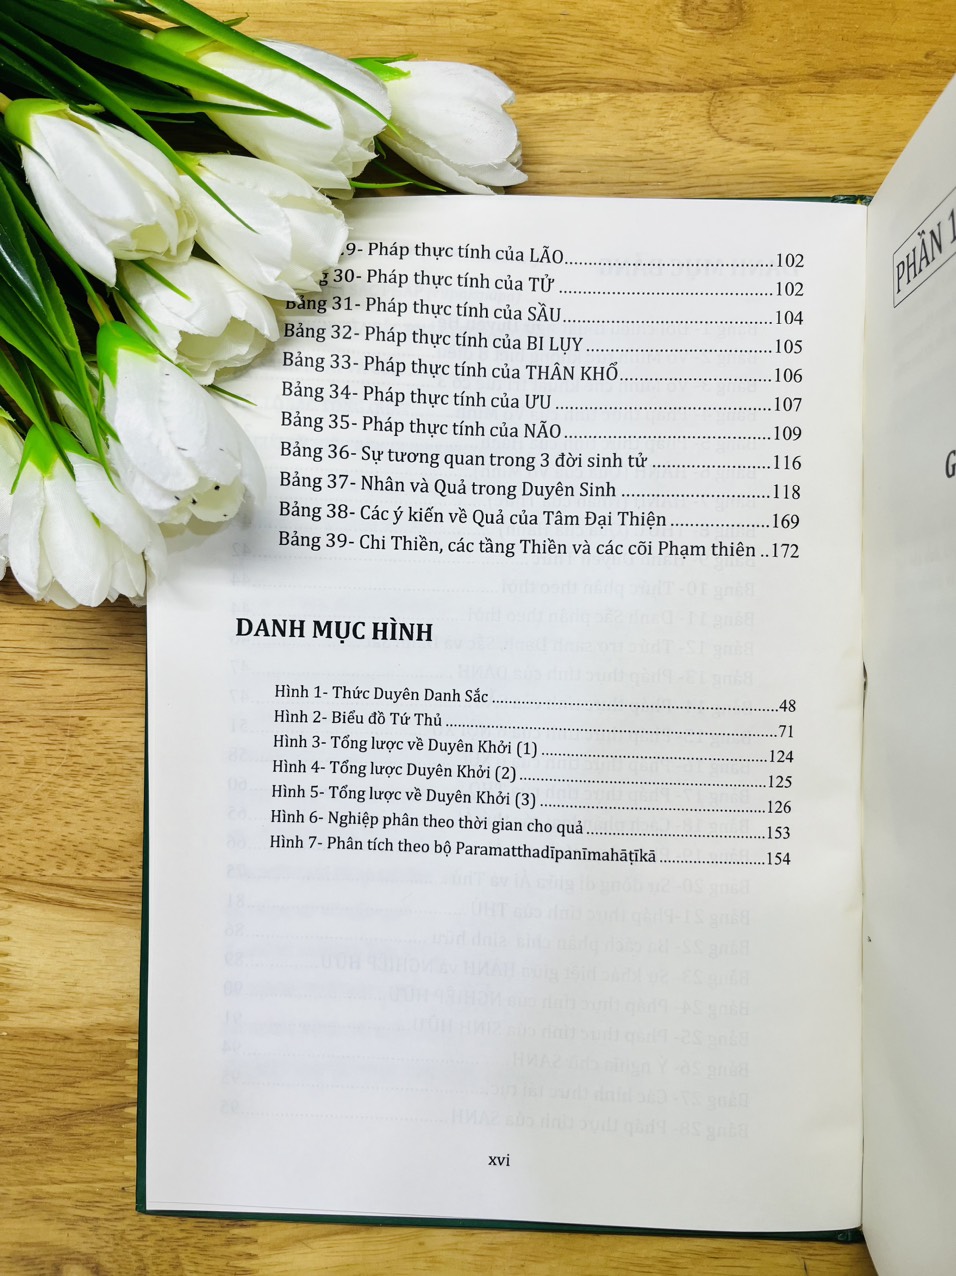 9- Pháp thực tính của LÃO....................................102
30- Pháp thực tính của TỬ ....................................102
Bảng 31- Pháp thực tính của SẦU....................................104
Bảng 32- Pháp thực tính của BI LỤY ....................................105
Bảng 33- Pháp thực tính của THÂN KHỔ..............................106
Bảng 34- Pháp thực tính của ƯU ....................................107
Bảng 35- Pháp thực tính của NÃO....................................109
Bảng 36- Sự tương quan trong 3 đời sinh tử .........................116
Bảng 37- Nhân và Quả trong Duyên Sinh .........................118
Bảng 38- Các ý kiến về Quả của Tâm Đại Thiện .................169
Bảng 39- Chi Thiền, các tầng Thiền và các cõi Phạm thiên ..172
DANH MỤC HÌNH
Hình 1- Thức Duyên Danh Sắc ..................................................48
Hình 2- Biểu đồ Tứ Thủ ..........................................................71
Hình 3- Tổng lược về Duyên Khởi (1) ........................................124
Hình 4- Tổng lược Duyên Khởi (2) ............................................125
Hình 5- Tổng lược về Duyên Khởi (3) ........................................126
Hình 6- Nghiệp phân theo thời gian cho quả ................................153
Hình 7- Phân tích theo bộ Paramatthadīpanīmahāṭīkā ....................154
xvi
PHẦN 1
G